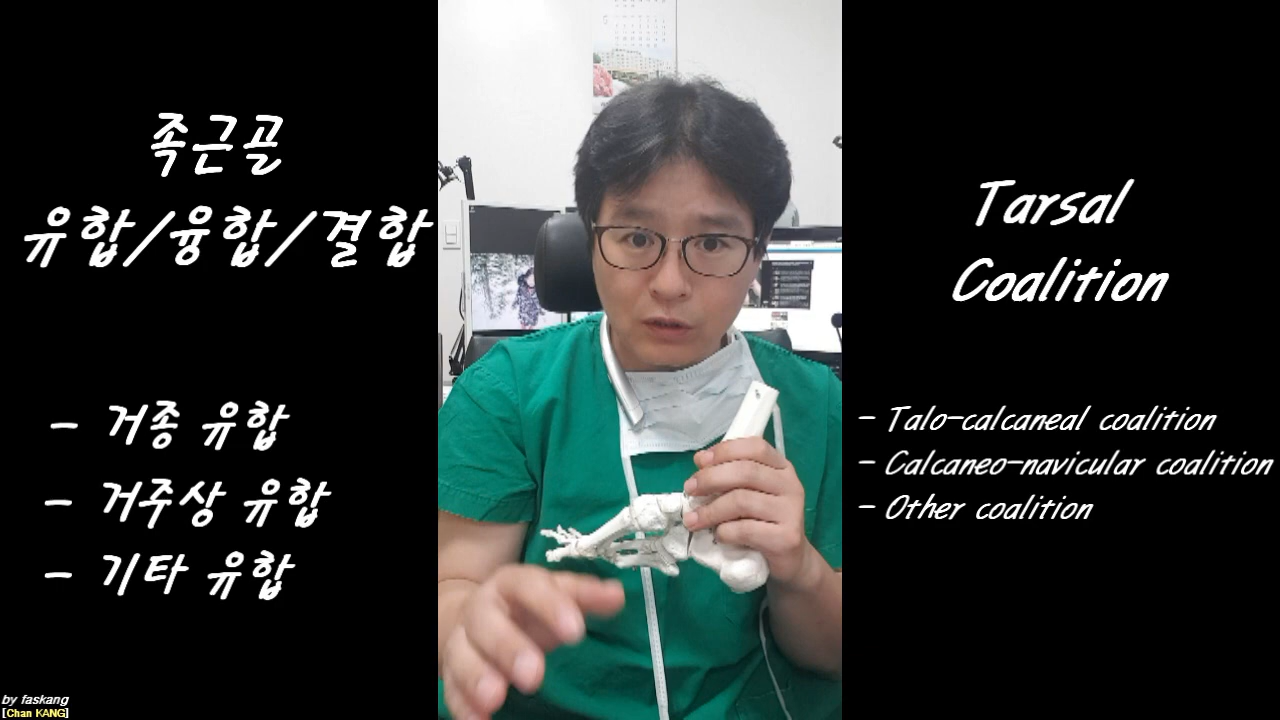 족근골
유합/융합/결합
- 거종 유합
- 거주상 유합
- 기타 유합
by faskang
[Chan KANG]
Tarsal
Coalition
- Talo-calcaneal coalition
- Calcaneo-navicular coalition
- Other coalition